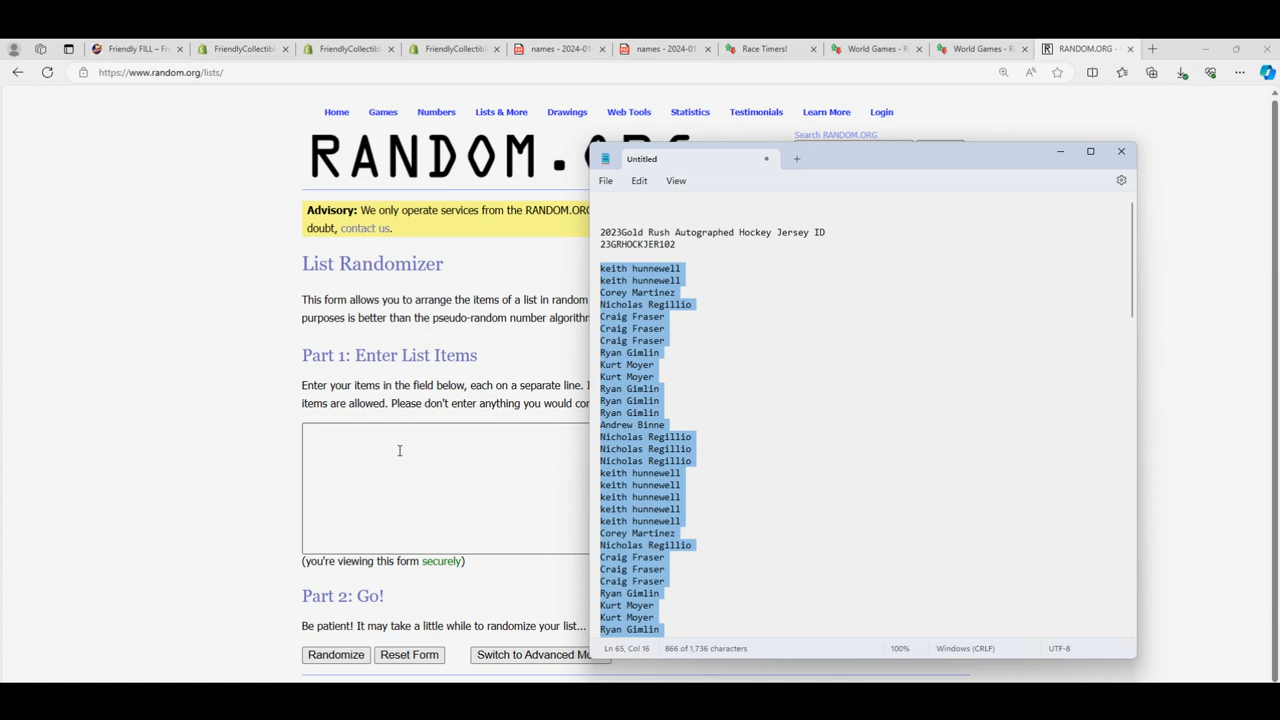 Friendly FILL – Fri
FriendlyCollectib
FriendlyCollectibl
FriendlyCollectib
names - 2024-01
names - 2024-01
Race Timers!
World Games - R
World Games - R
RANDOM.ORG -
https://www.random.org/lists/
Home
Games
Numbers
Lists & More
Drawings
Web Tools
Statistics
Testimonials
Learn More
Login
Search RANDOM.ORG
RANDOM.ORG
Advisory: We only operate services from the RANDOM.ORG
doubt, contact us.
List Randomizer
This form allows you to arrange the items of a list in random
purposes is better than the pseudo-random number algorithm
Part 1: Enter List Items
Enter your items in the field below, each on a separate line. I
items are allowed. Please don't enter anything you would con
(you're viewing this form securely)
Part 2: Go!
Be patient! It may take a little while to randomize your list...
Randomize
Reset Form
Switch to Advanced Mo
Untitled
File
Edit
View
2023Gold Rush Autographed Hockey Jersey ID
23GRHOCKJER102
keith hunnewell
keith hunnewell
Corey Martinez
Nicholas Regillio
Craig Fraser
Craig Fraser
Craig Fraser
Ryan Gimlin
Kurt Moyer
Kurt Moyer
Ryan Gimlin
Ryan Gimlin
Ryan Gimlin
Andrew Binne
Nicholas Regillio
Nicholas Regillio
Nicholas Regillio
keith hunnewell
keith hunnewell
keith hunnewell
keith hunnewell
keith hunnewell
Corey Martinez
Nicholas Regillio
Craig Fraser
Craig Fraser
Craig Fraser
Ryan Gimlin
Kurt Moyer
Kurt Moyer
Ryan Gimlin
Ln 65, Col 16
866 of 1,736 characters
100%
Windows (CRLF)
UTF-8